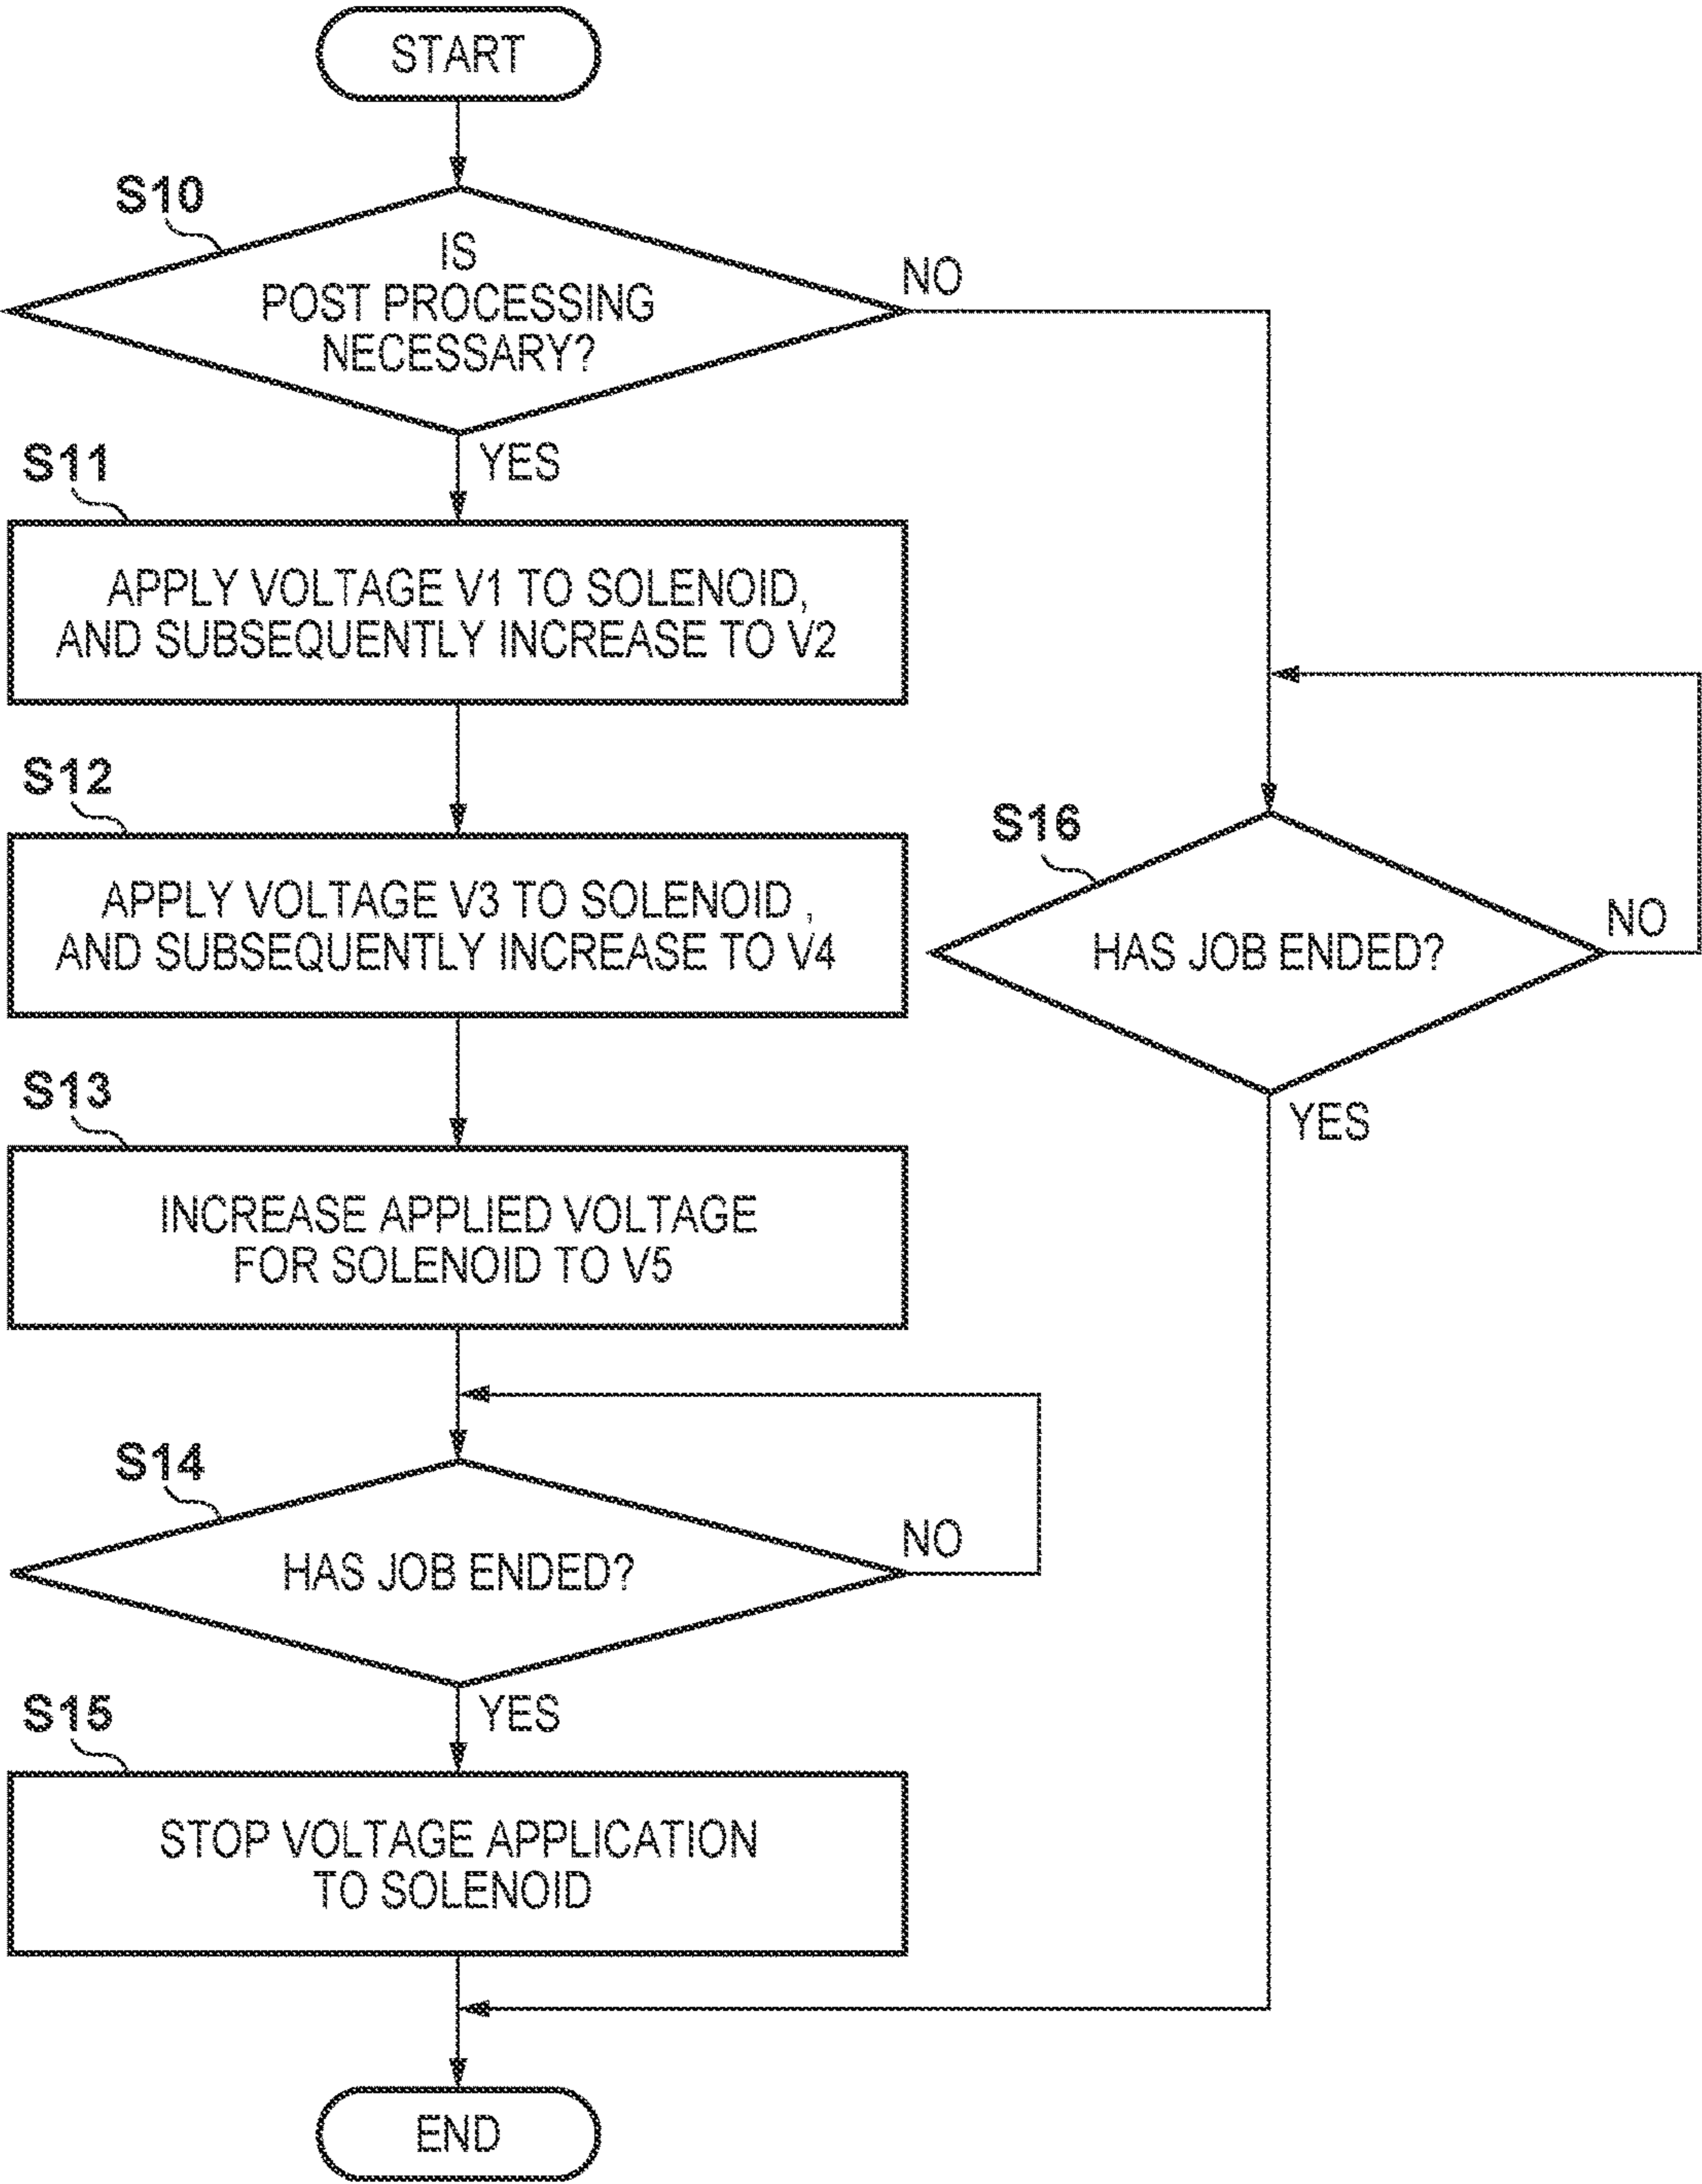 START
S10
IS
POST PROCESSING
NECESSARY?
NO
YES
S11
APPLY VOLTAGE V1 TO SOLENOID,
AND SUBSEQUENTLY INCREASE TO V2
S12
APPLY VOLTAGE V3 TO SOLENOID ,
AND SUBSEQUENTLY INCREASE TO V4
S16
HAS JOB ENDED?
NO
YES
S13
INCREASE APPLIED VOLTAGE
FOR SOLENOID TO V5
S14
HAS JOB ENDED?
NO
YES
S15
STOP VOLTAGE APPLICATION
TO SOLENOID
END